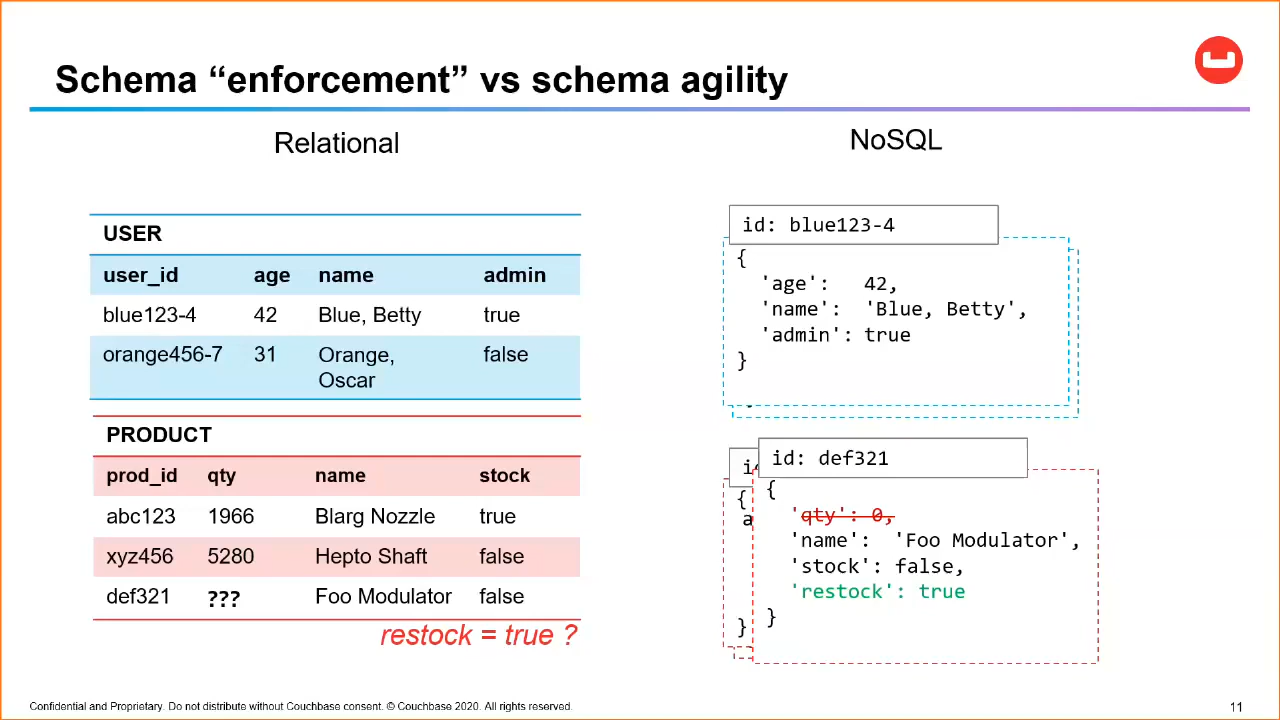 Schema “enforcement” vs schema agility
Relational
NoSQL
USER
user_id age name admin
blue123-4 42 Blue, Betty true
orange456-7 31 Orange, Oscar false
PRODUCT
prod_id qty name stock
abc123 1966 Blarg Nozzle true
xyz456 5280 Hepto Shaft false
def321 ??? Foo Modulator false
restock = true ?
id: blue123-4
{
'age': 42,
'name': 'Blue, Betty',
'admin': true
}
id: def321
{
'qty': 0,
'name': 'Foo Modulator',
'stock': false,
'restock': true
}
{
}
Confidential and Proprietary. Do not distribute without Couchbase consent. © Couchbase 2020. All rights reserved.
11